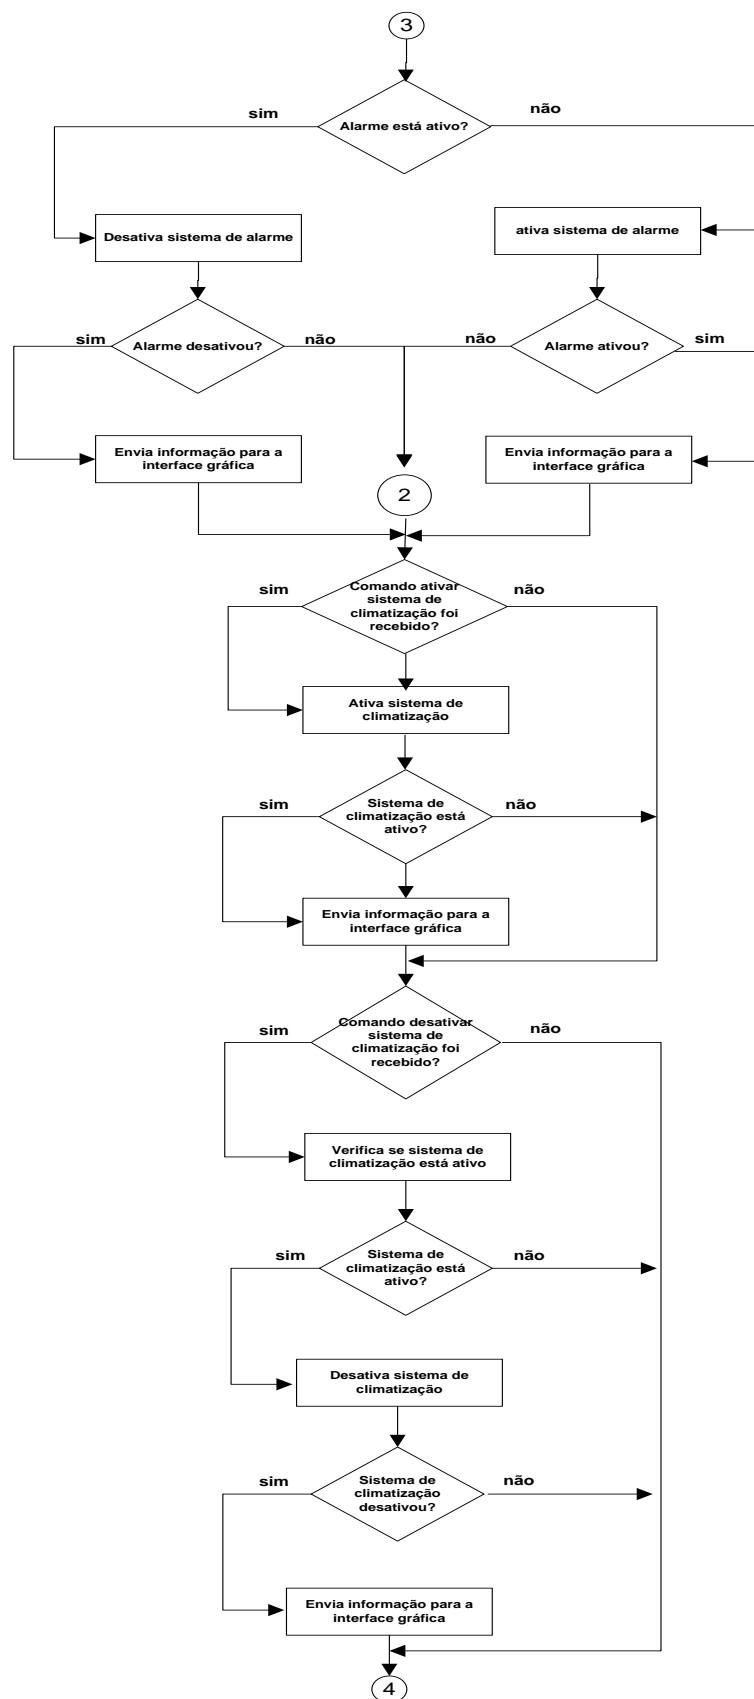 3
sim
não
Alarme está ativo?
Desativa sistema de alarme
ativa sistema de alarme
sim
Alarme desativou?
não
não
Alarme ativou?
sim
Envia informação para a
interface gráfica
Envia informação para a
interface gráfica
2
sim
Comando ativar
sistema de
climatização foi
recebido?
não
Ativa sistema de
climatização
sim
Sistema de
climatização está
ativo?
não
Envia informação para a
interface gráfica
sim
Comando desativar
sistema de
climatização foi
recebido?
não
Verifica se sistema de
climatização está ativo
sim
Sistema de
climatização está
ativo?
não
Desativa sistema de
climatização
sim
Sistema de
climatização
desativou?
não
Envia informação para a
interface gráfica
4